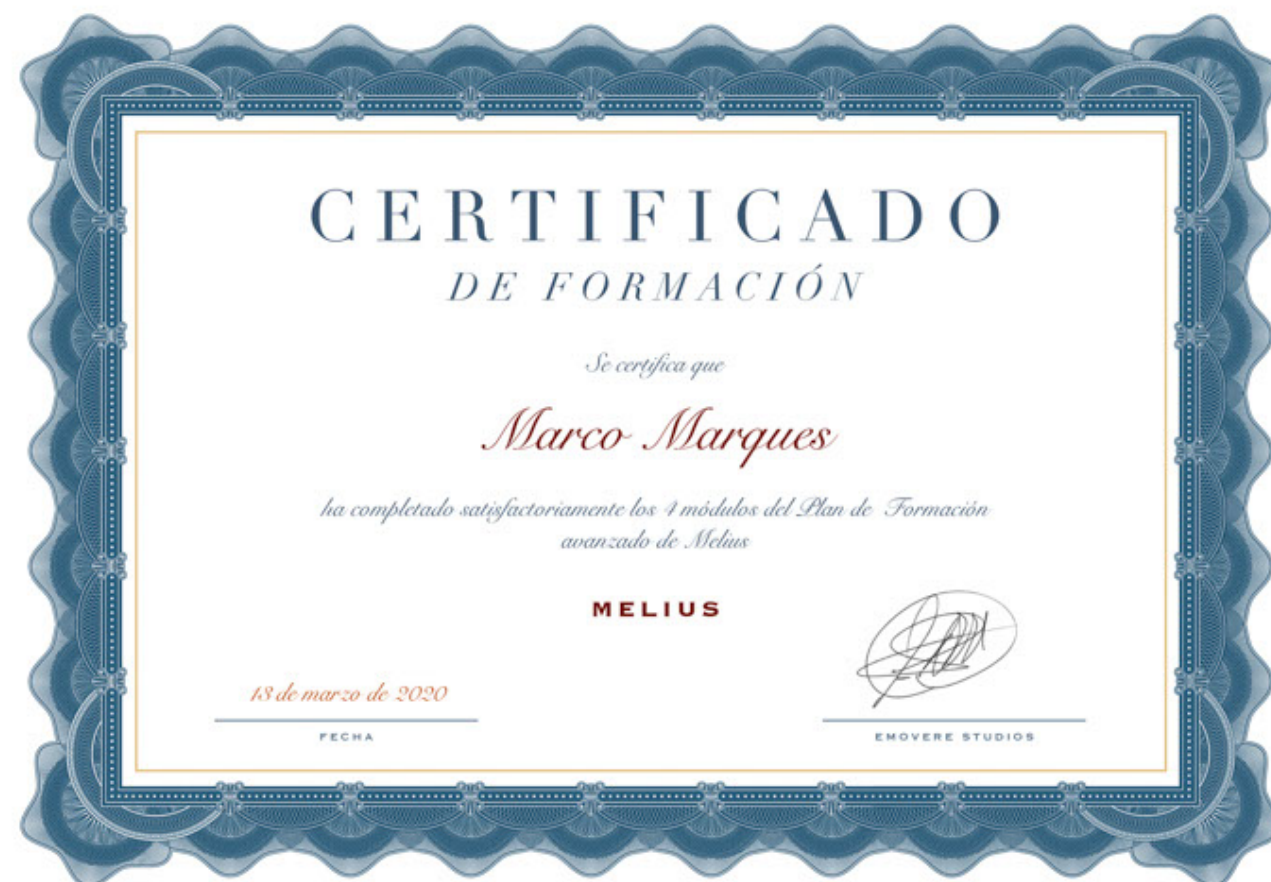 CERTIFICADO
DE FORMACIÓN
Se certifica que
Marco Marques
ha completado satisfactoriamente los 4 módulos del Plan de Formación
avanzado de Melius
MELIUS
13 de marzo de 2020
FECHA
EMOVERE STUDIOS